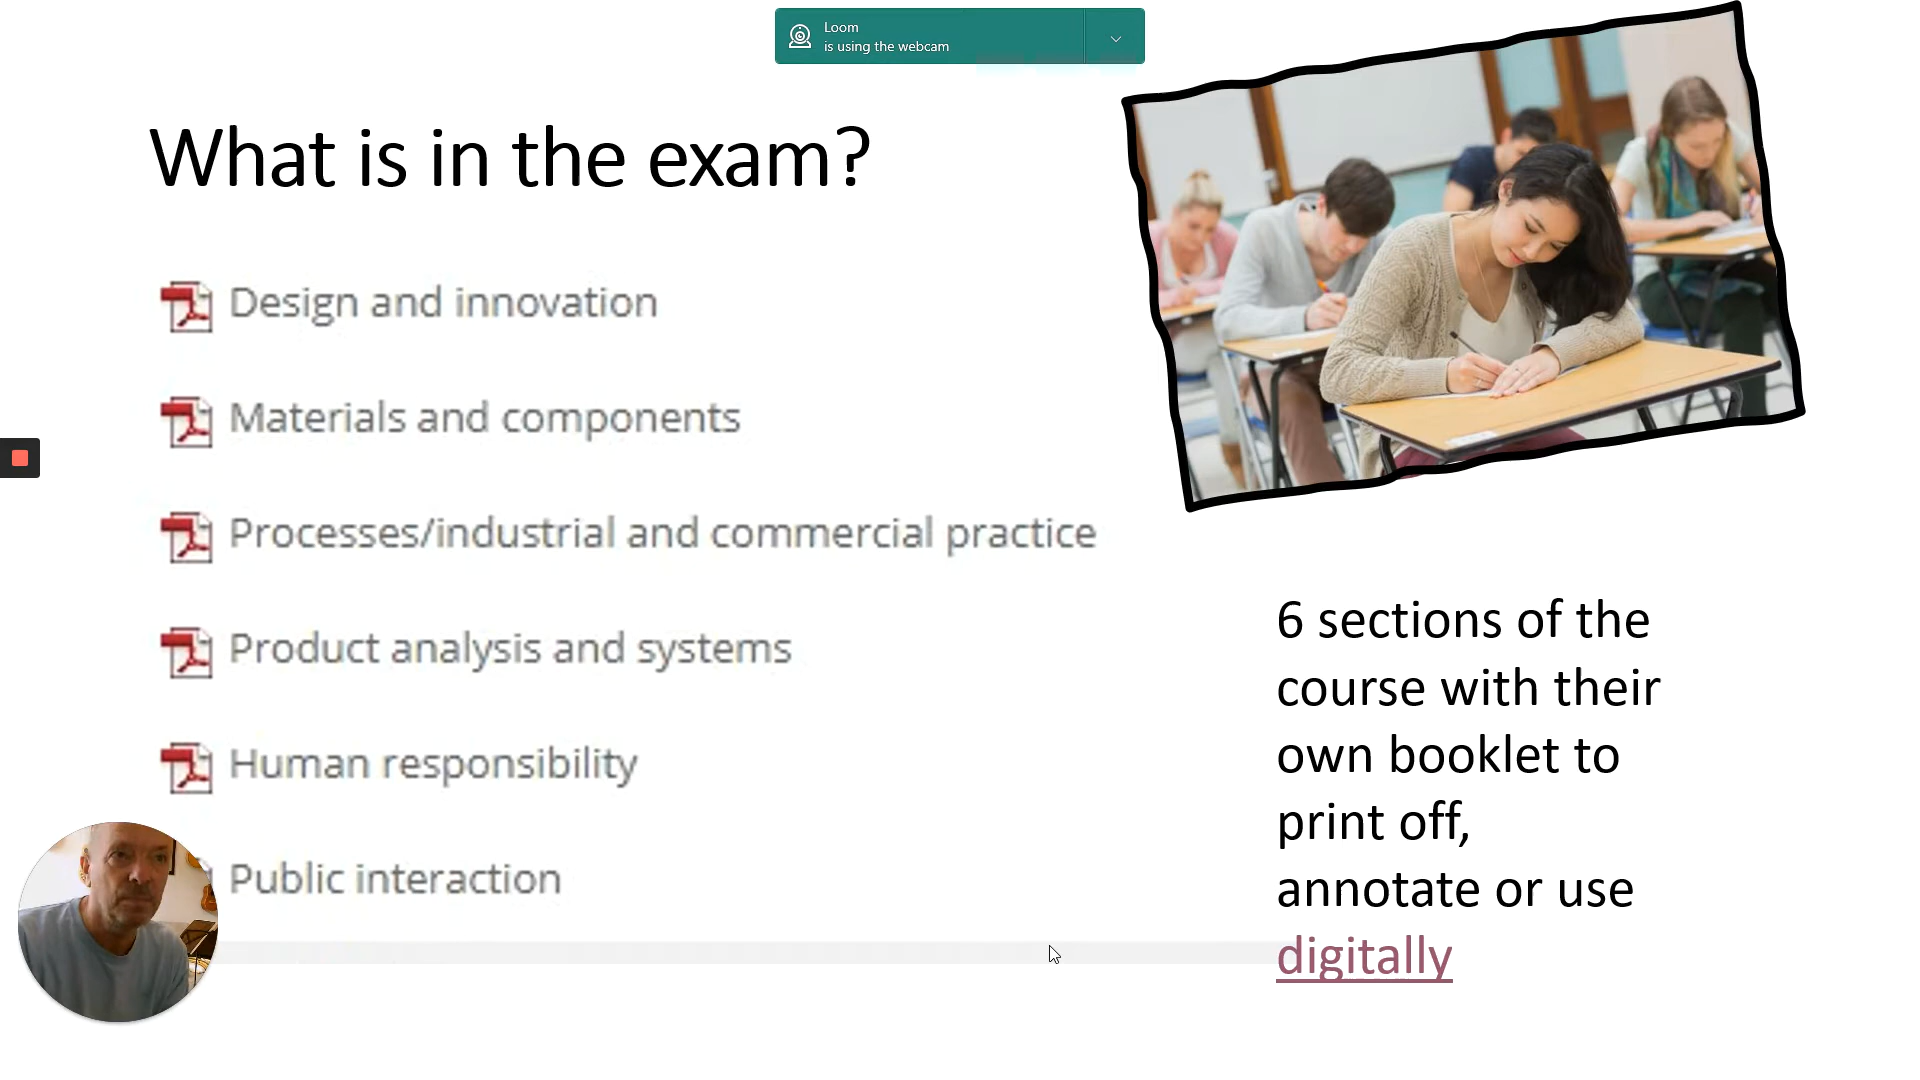 Loom
is using the webcam
What is in the exam?
Design and innovation
Materials and components
Processes/industrial and commercial practice
Product analysis and systems
Human responsibility
Public interaction
6 sections of the
course with their
own booklet to
print off,
annotate or use
digitally